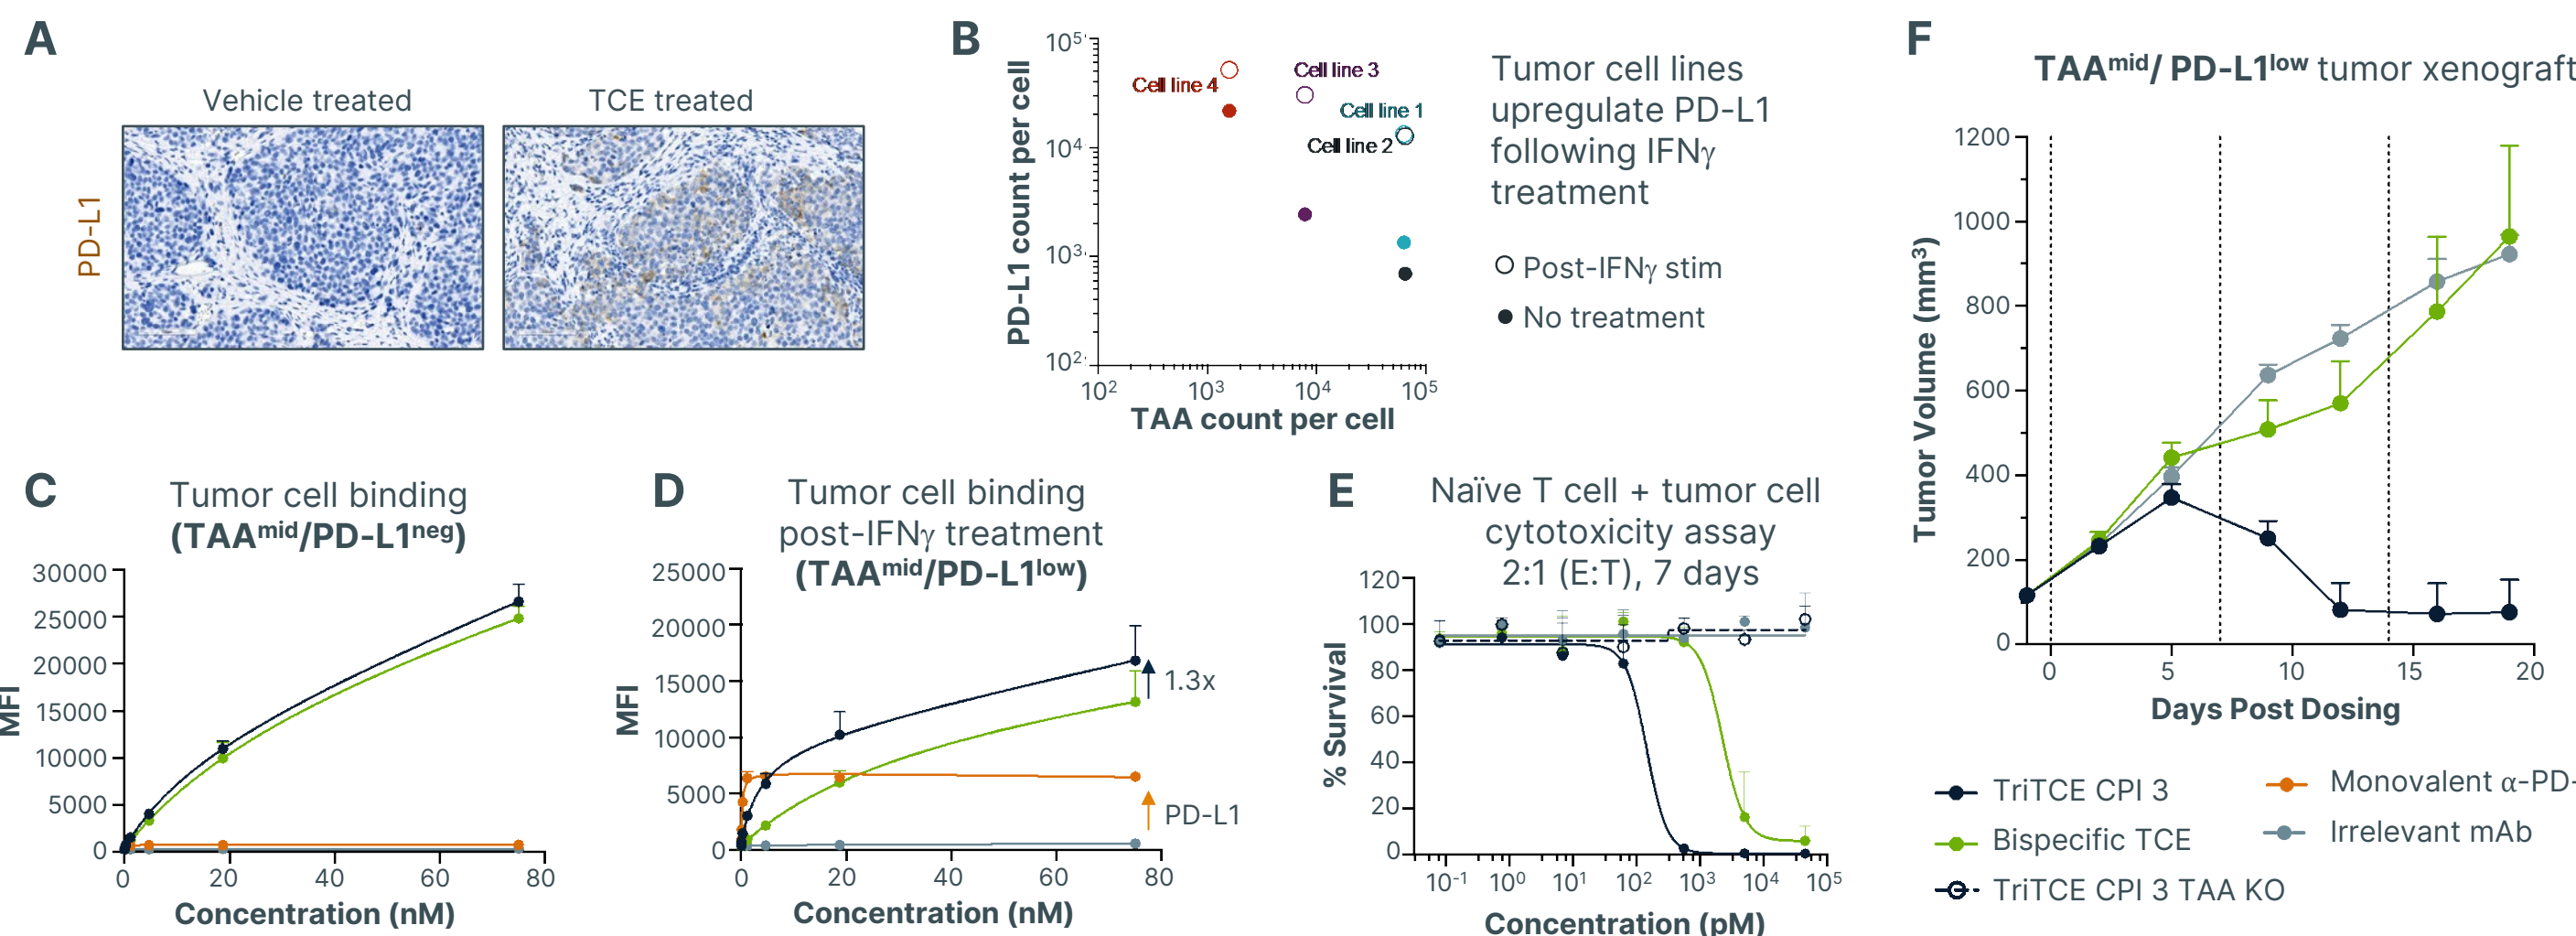 A
Vehicle treated
TCE treated
PD-L1
B
PD-L1 count per cell
10⁵
10⁴
10³
10²
Cell line 4
Cell line 3
Cell line 1
Cell line 2
10² 10³ 10⁴ 10⁵
TAA count per cell
Tumor cell lines
upregulate PD-L1
following IFNγ
treatment
Post-IFNγ stim
No treatment
C
Tumor cell binding
(TAAᵐⁱᵈ/PD-L1ⁿᵉᵍ)
MFI
30000
25000
20000
15000
10000
5000
0
0 20 40 60 80
Concentration (nM)
D
Tumor cell binding
post-IFNγ treatment
(TAAᵐⁱᵈ/PD-L1ˡᵒʷ)
MFI
25000
20000
15000
10000
5000
0
1.3x
PD-L1
0 20 40 60 80
Concentration (nM)
E
Naïve T cell + tumor cell
cytotoxicity assay
2:1 (E:T), 7 days
% Survival
120
100
80
60
40
20
0
10⁻¹ 10⁰ 10¹ 10² 10³ 10⁴ 10⁵
Concentration (pM)
F
TAAᵐⁱᵈ/ PD-L1ˡᵒʷ tumor xenograft
Tumor Volume (mm³)
1200
1000
800
600
400
200
0
0 5 10 15 20
Days Post Dosing
TriTCE CPI 3
Bispecific TCE
TriTCE CPI 3 TAA KO
Monovalent α-PD-
Irrelevant mAb